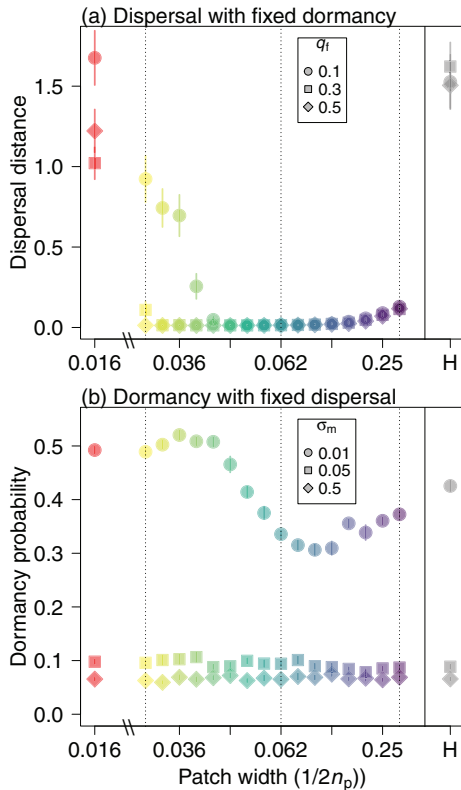 (a) Dispersal with fixed dormancy
q_f
0.1
0.3
0.5
Dispersal distance
1.5
1.0
0.5
0.0
0.016
0.036
0.062
0.25
H
(b) Dormancy with fixed dispersal
σ_m
0.01
0.05
0.5
Dormancy probability
0.5
0.4
0.3
0.2
0.1
0.0
0.016
0.036
0.062
0.25
H
Patch width (1/2n_p))